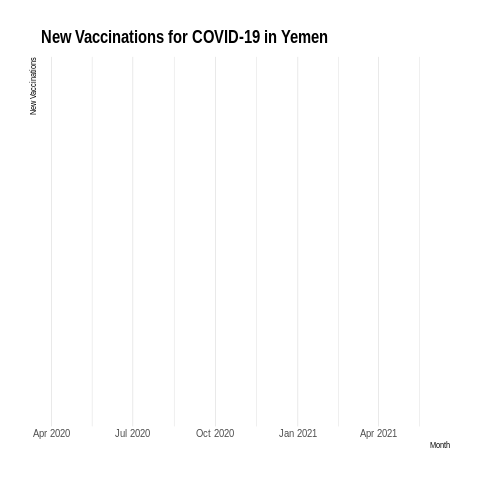 New Vaccinations for COVID-19 in Yemen
New Vaccinations
Apr 2020 Jul 2020 Oct 2020 Jan 2021 Apr 2021
Month